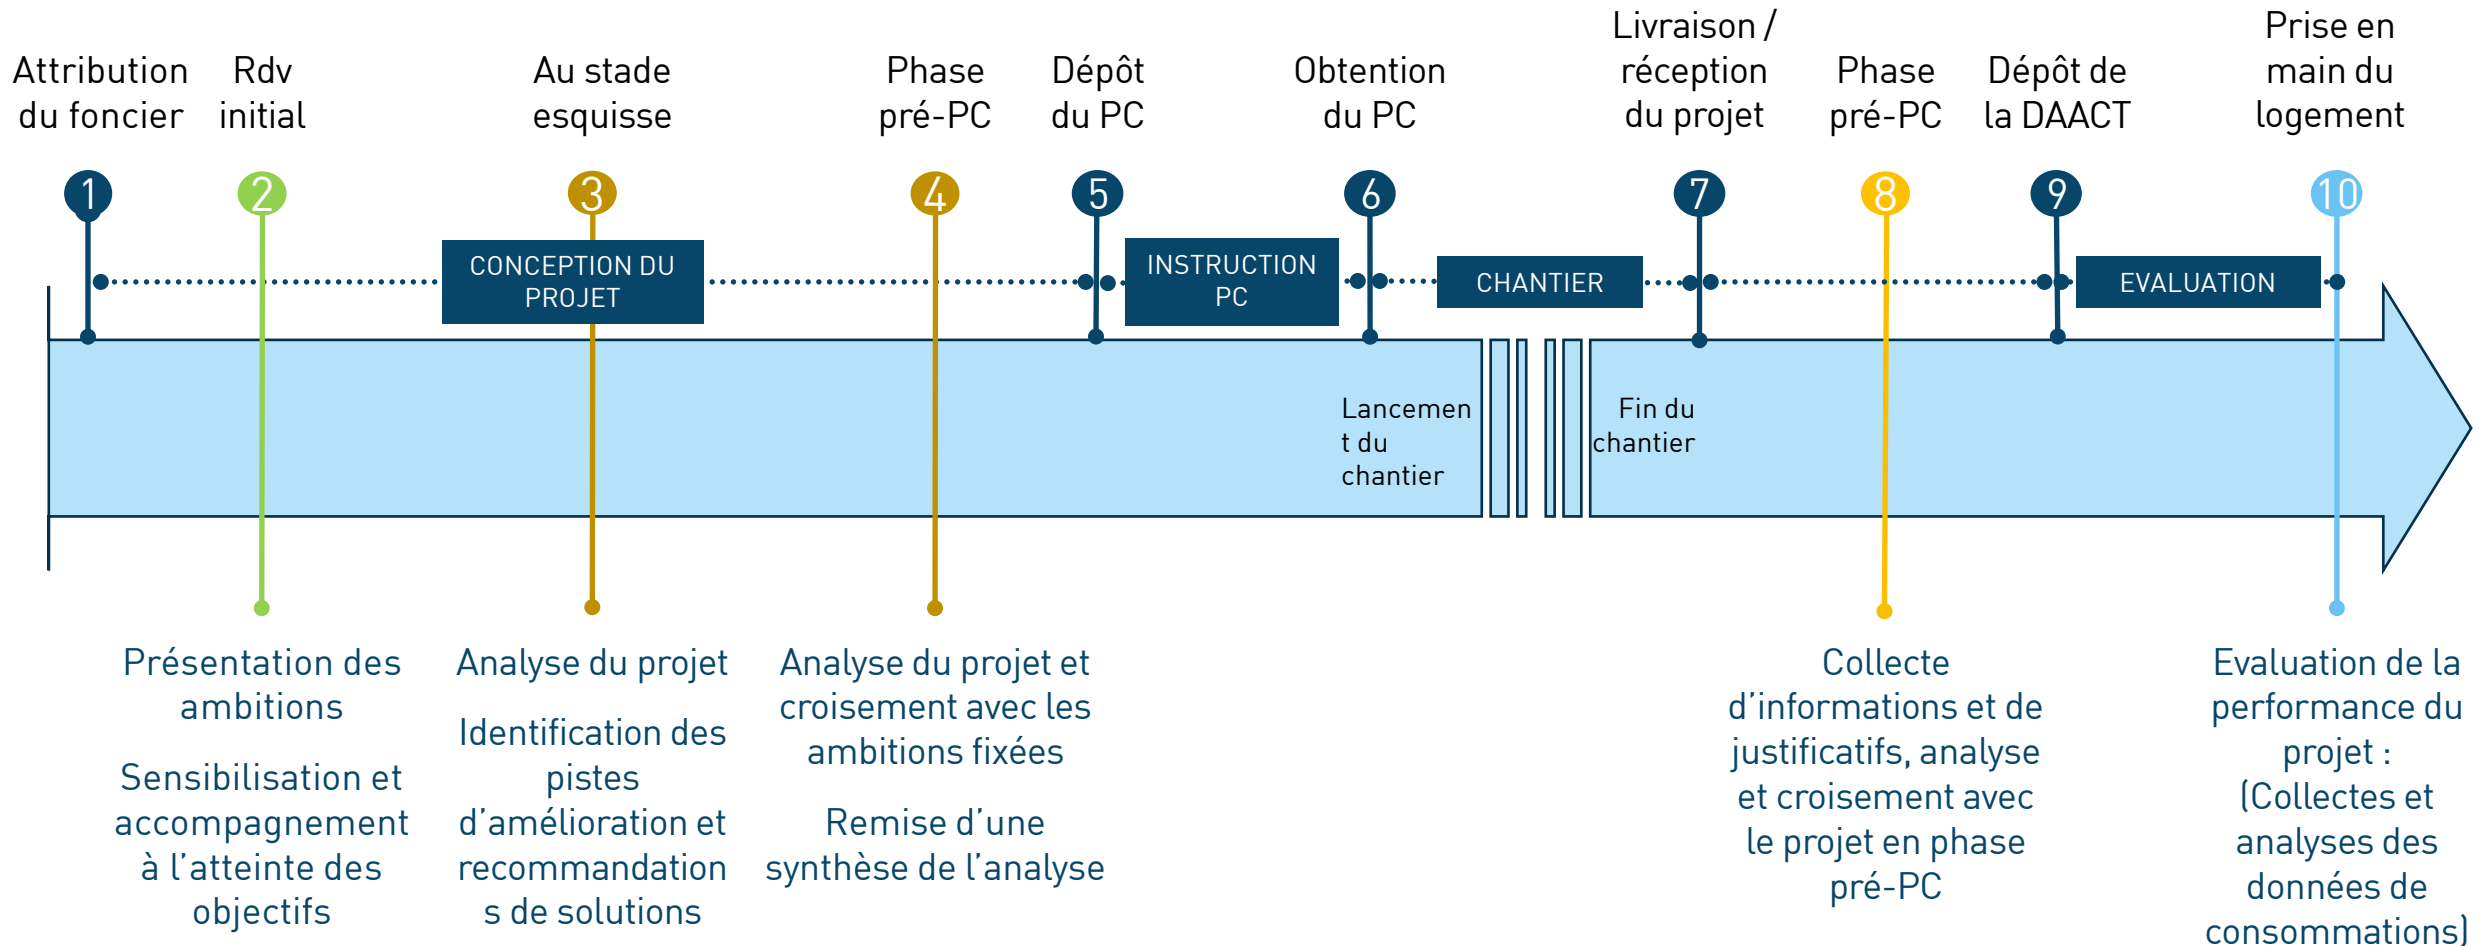 Attribution
du foncier
Rdv
initial
Au stade
esquisse
Phase
pré-PC
Dépôt
du PC
Obtention
du PC
Livraison /
réception
du projet
Phase
pré-PC
Dépôt de
la DAACT
Prise en
main du
logement
1
2
3
4
5
6
7
8
9
10
CONCEPTION DU
PROJET
INSTRUCTION
PC
CHANTIER
EVALUATION
Lancemen
t du
chantier
Fin du
chantier
Présentation des
ambitions
Sensibilisation et
accompagnement
à l’atteinte des
objectifs
Analyse du projet
Identification des
pistes
d’amélioration et
recommandation
s de solutions
Analyse du projet et
croisement avec les
ambitions fixées
Remise d’une
synthèse de l’analyse
Collecte
d’informations et de
justificatifs, analyse
et croisement avec
le projet en phase
pré-PC
Evaluation de la
performance du
projet :
(Collectes et
analyses des
données de
consommations)